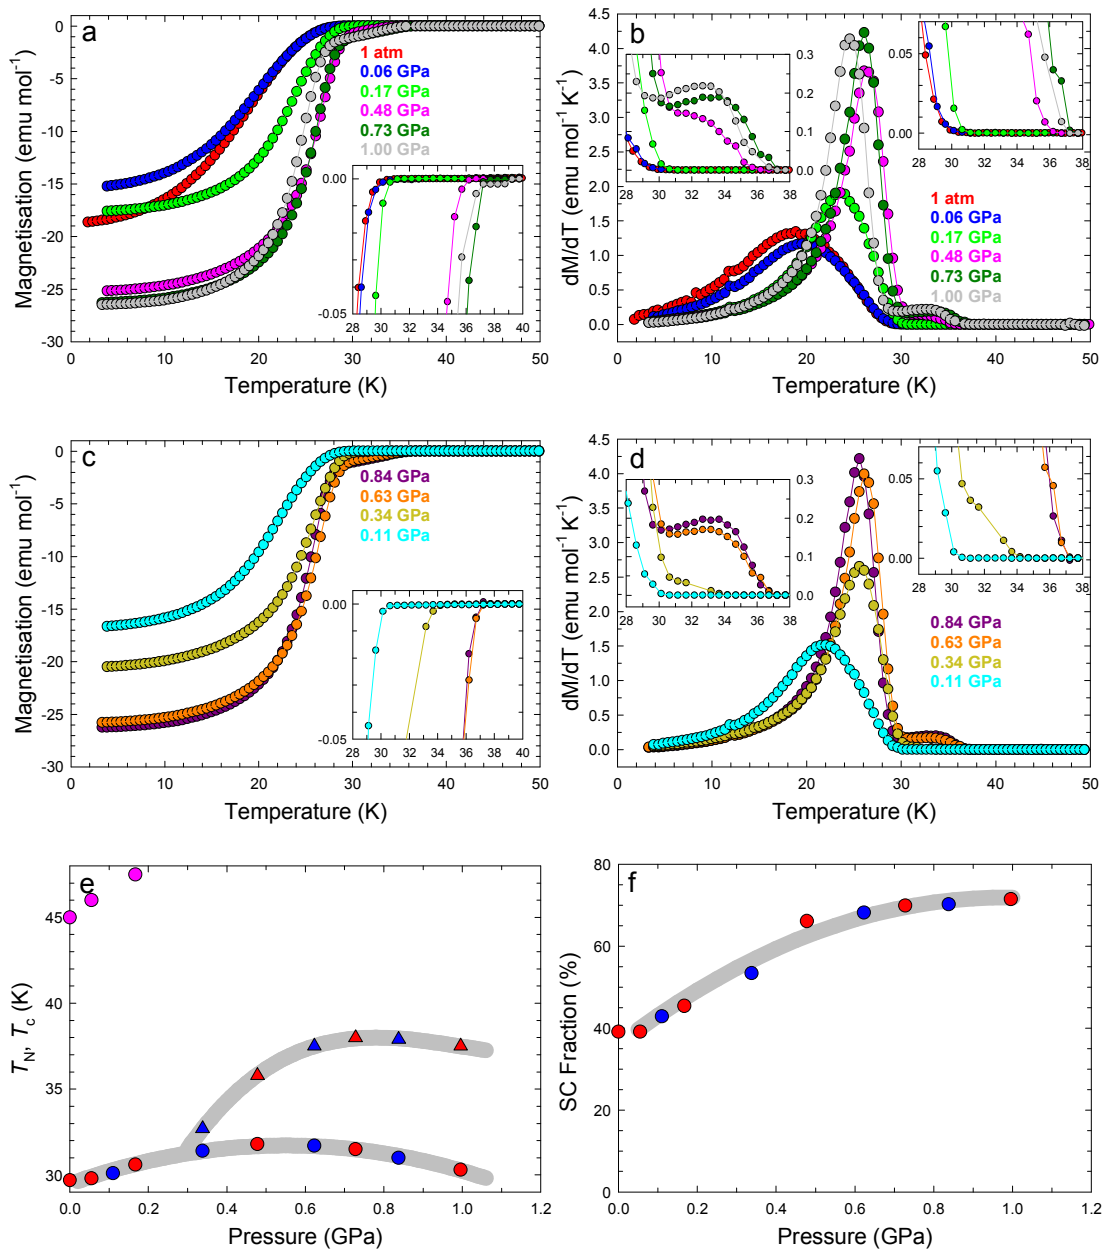 a
Magnetisation (emu mol⁻¹)
0
-5
-10
-15
-20
-25
-30
1 atm
0.06 GPa
0.17 GPa
0.48 GPa
0.73 GPa
1.00 GPa
0.00
-0.05
28 30 32 34 36 38 40
0 10 20 30 40 50
Temperature (K)
b
dM/dT (emu mol⁻¹ K⁻¹)
4.5
4.0
3.5
3.0
2.5
2.0
1.5
1.0
0.5
0.0
0.3
0.2
0.1
0.0
28 30 32 34 36 38
0.05
0.00
28 30 32 34 36 38
1 atm
0.06 GPa
0.17 GPa
0.48 GPa
0.73 GPa
1.00 GPa
0 10 20 30 40 50
Temperature (K)
c
Magnetisation (emu mol⁻¹)
0
-5
-10
-15
-20
-25
-30
0.84 GPa
0.63 GPa
0.34 GPa
0.11 GPa
0.00
-0.05
28 30 32 34 36 38 40
0 10 20 30 40 50
Temperature (K)
d
dM/dT (emu mol⁻¹ K⁻¹)
4.5
4.0
3.5
3.0
2.5
2.0
1.5
1.0
0.5
0.0
0.3
0.2
0.1
0.0
28 30 32 34 36 38
0.05
0.00
28 30 32 34 36 38
0.84 GPa
0.63 GPa
0.34 GPa
0.11 GPa
0 10 20 30 40 50
Temperature (K)
e
T_N, T_c (K)
45
40
35
30
0.0 0.2 0.4 0.6 0.8 1.0 1.2
Pressure (GPa)
f
SC Fraction (%)
80
60
40
20
0
0.0 0.2 0.4 0.6 0.8 1.0 1.2
Pressure (GPa)